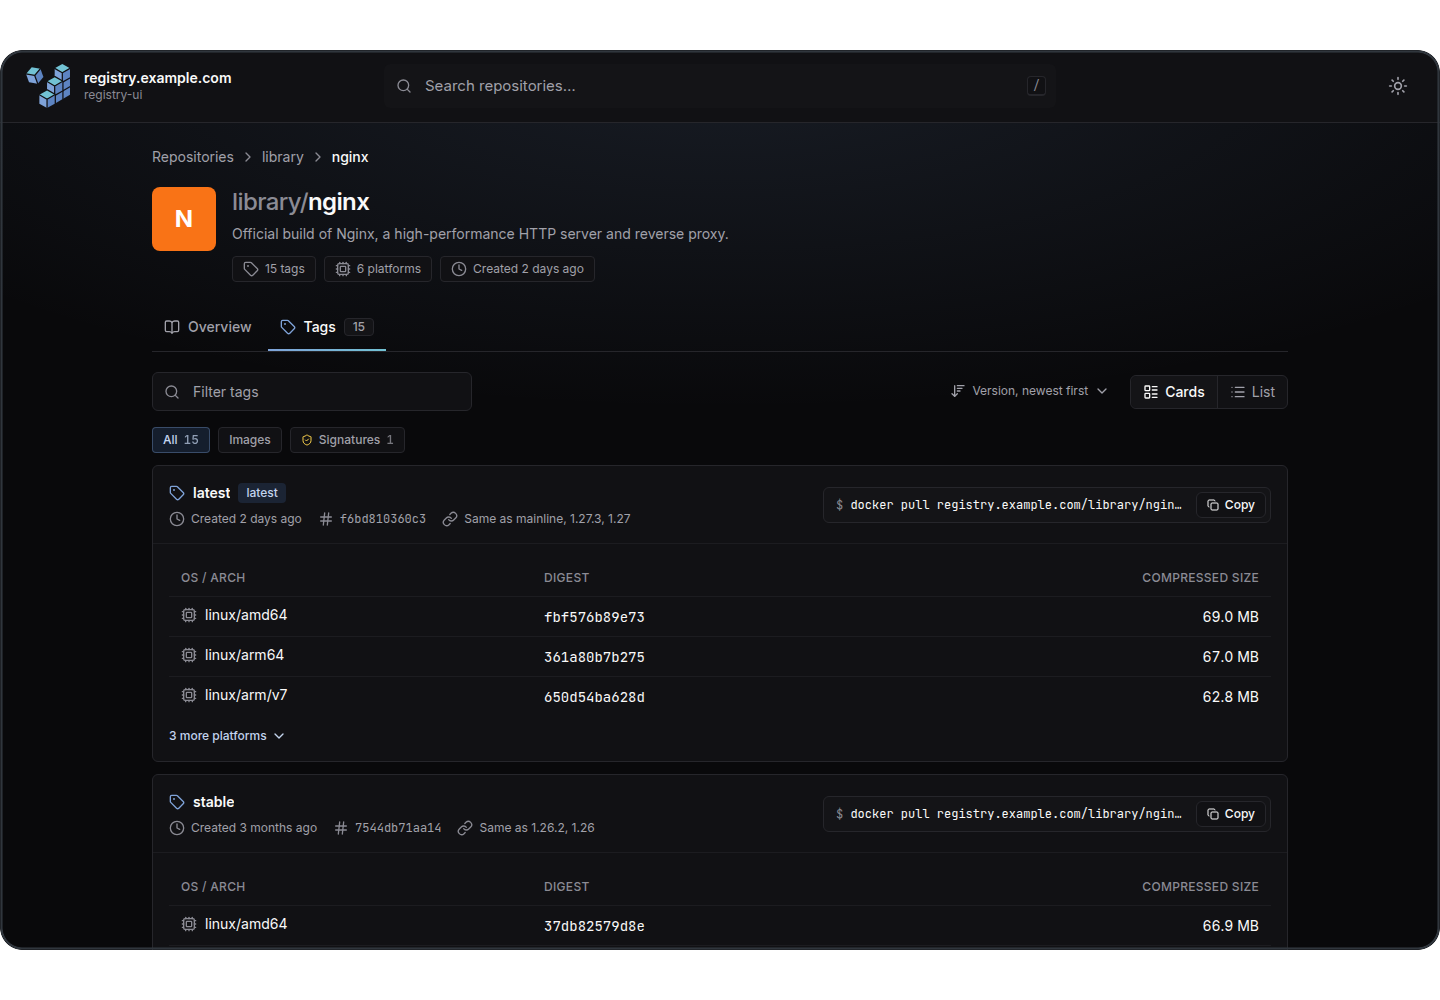 registry.example.com
registry-ui
Search repositories...
/
Repositories > library > nginx
N
library/nginx
Official build of Nginx, a high-performance HTTP server and reverse proxy.
15 tags 6 platforms Created 2 days ago
Overview Tags 15
Filter tags
Version, newest first
Cards List
All 15 Images Signatures 1
latest latest
Created 2 days ago # f6bd810360c3 Same as mainline, 1.27.3, 1.27
$ docker pull registry.example.com/library/ngin… Copy
OS / ARCH DIGEST COMPRESSED SIZE
linux/amd64 fbf576b89e73 69.0 MB
linux/arm64 361a80b7b275 67.0 MB
linux/arm/v7 650d54ba628d 62.8 MB
3 more platforms
stable
Created 3 months ago # 7544db71aa14 Same as 1.26.2, 1.26
$ docker pull registry.example.com/library/ngin… Copy
OS / ARCH DIGEST COMPRESSED SIZE
linux/amd64 37db82579d8e 66.9 MB